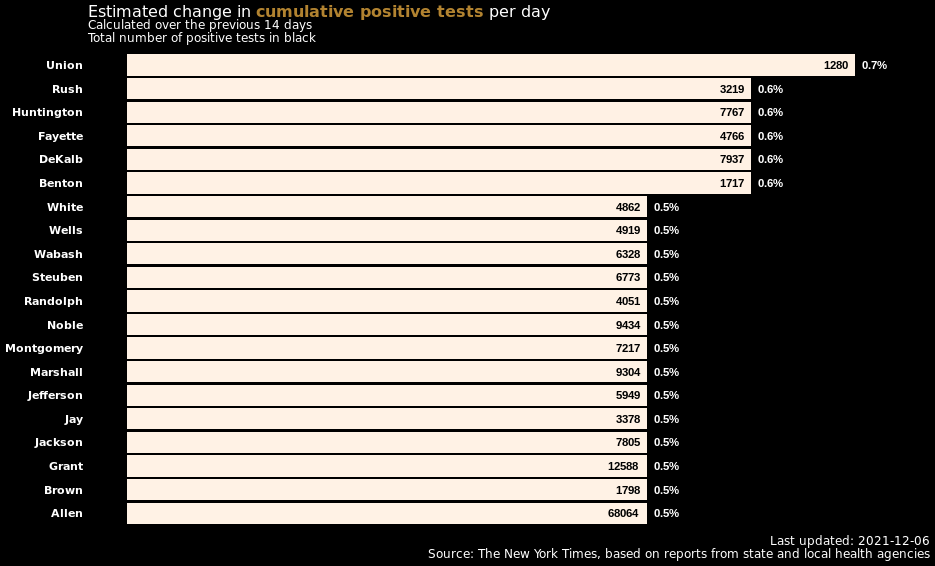 Estimated change in cumulative positive tests per day
Calculated over the previous 14 days
Total number of positive tests in black
Union 1280 0.7%
Rush 3219 0.6%
Huntington 7767 0.6%
Fayette 4766 0.6%
DeKalb 7937 0.6%
Benton 1717 0.6%
White 4862 0.5%
Wells 4919 0.5%
Wabash 6328 0.5%
Steuben 6773 0.5%
Randolph 4051 0.5%
Noble 9434 0.5%
Montgomery 7217 0.5%
Marshall 9304 0.5%
Jefferson 5949 0.5%
Jay 3378 0.5%
Jackson 7805 0.5%
Grant 12588 0.5%
Brown 1798 0.5%
Allen 68064 0.5%
Last updated: 2021-12-06
Source: The New York Times, based on reports from state and local health agencies